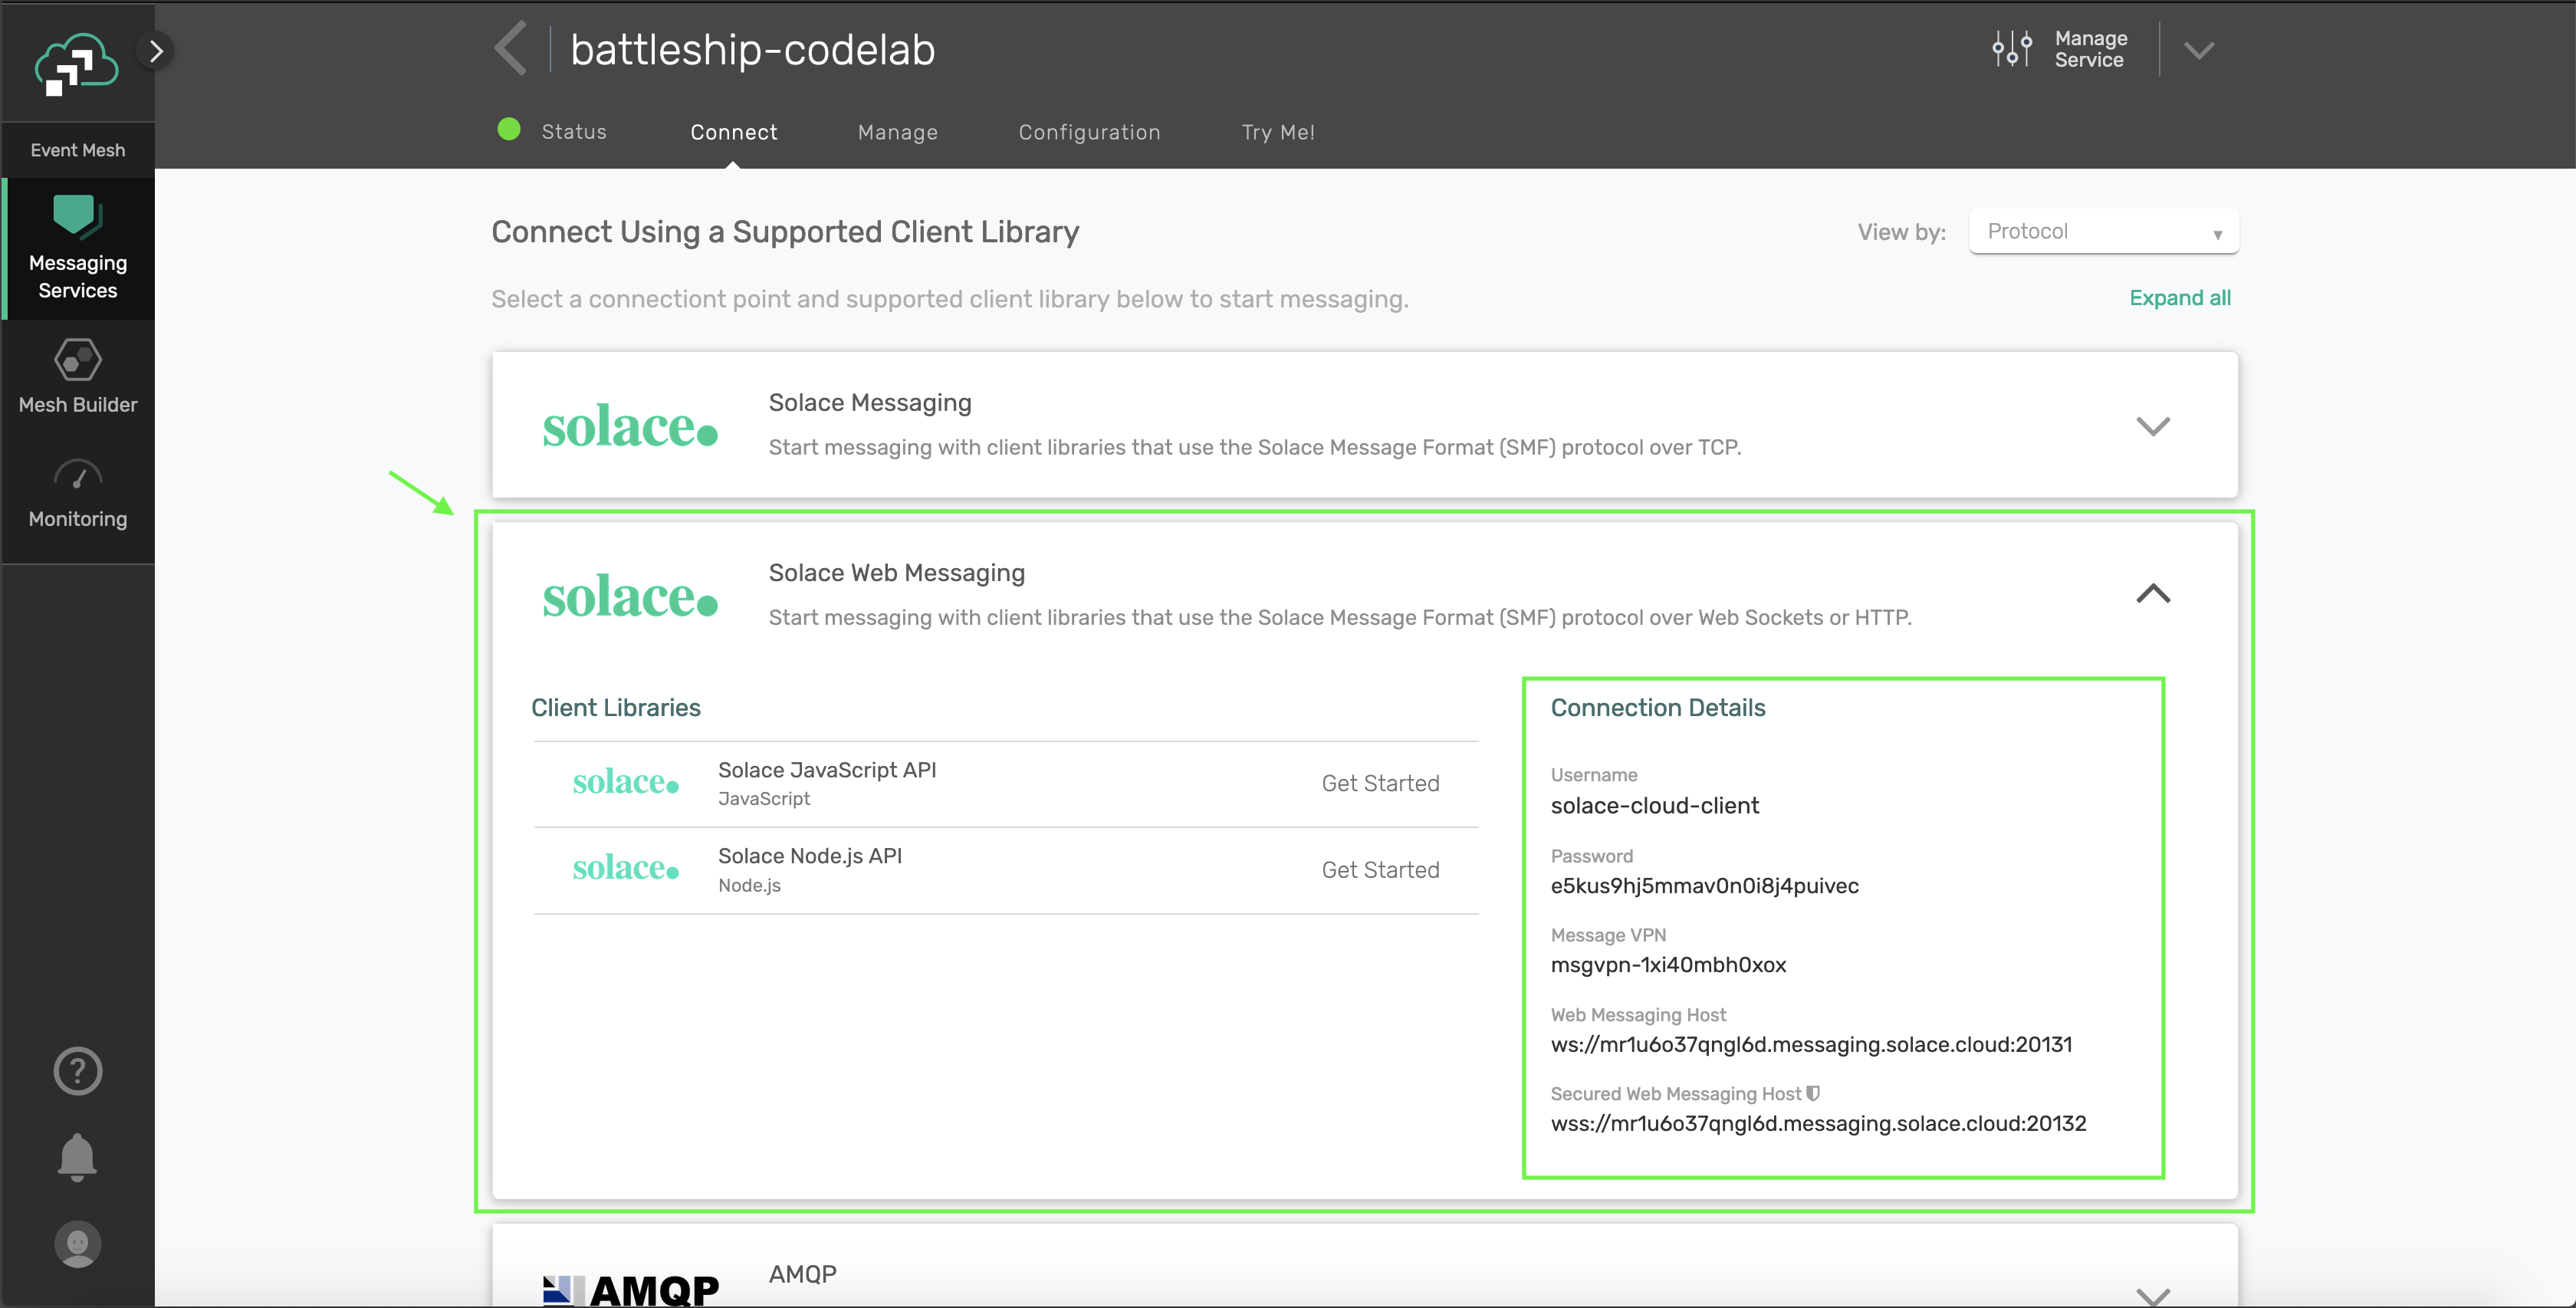 battleship-codelab
Manage
Service
Status
Connect
Manage
Configuration
Try Me!
Event Mesh
Messaging
Services
Mesh Builder
Monitoring
Connect Using a Supported Client Library
View by:
Protocol
Select a connectiont point and supported client library below to start messaging.
Expand all
solace.
Solace Messaging
Start messaging with client libraries that use the Solace Message Format (SMF) protocol over TCP.
solace.
Solace Web Messaging
Start messaging with client libraries that use the Solace Message Format (SMF) protocol over Web Sockets or HTTP.
Client Libraries
solace.
Solace JavaScript API
JavaScript
Get Started
solace.
Solace Node.js API
Node.js
Get Started
Connection Details
Username
solace-cloud-client
Password
e5kus9hj5mmav0n0i8j4puivec
Message VPN
msgvpn-1xi40mbh0xox
Web Messaging Host
ws://mr1u6o37qngl6d.messaging.solace.cloud:20131
Secured Web Messaging Host
wss://mr1u6o37qngl6d.messaging.solace.cloud:20132
AMQP
AMQP